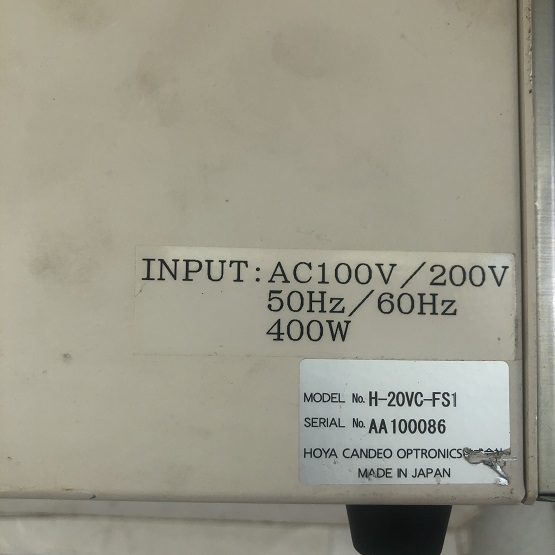 INPUT: AC100V/200V
50Hz/60Hz
400W
MODEL No. H-20VC-FS1
SERIAL No. AA100086
HOYA CANDEO OPTRONICS
MADE IN JAPAN